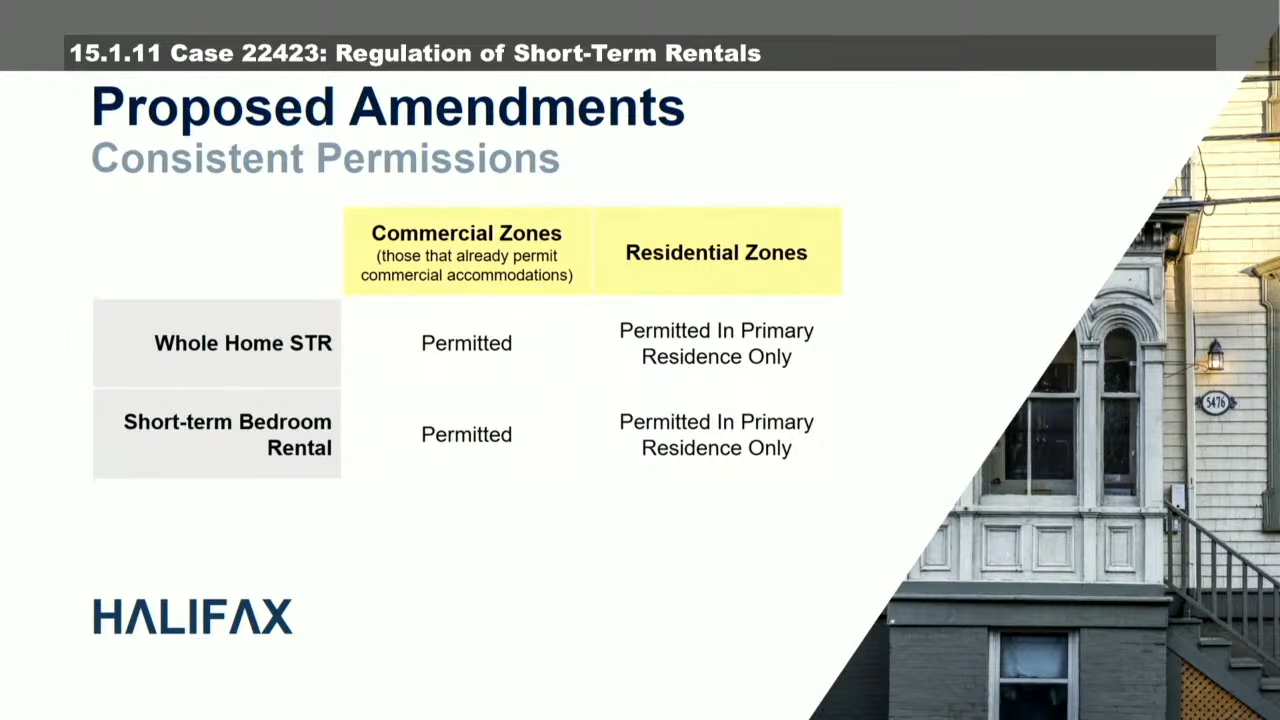 15.1.11 Case 22423: Regulation of Short-Term Rentals
Proposed Amendments
Consistent Permissions
Commercial Zones
(those that already permit
commercial accommodations)
Residential Zones
Whole Home STR
Permitted
Permitted In Primary
Residence Only
Short-term Bedroom
Rental
Permitted
Permitted In Primary
Residence Only
5476
HALIFAX